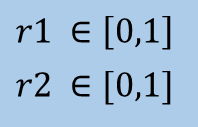 r1 ∈ [0,1]
r2 ∈ [0,1]